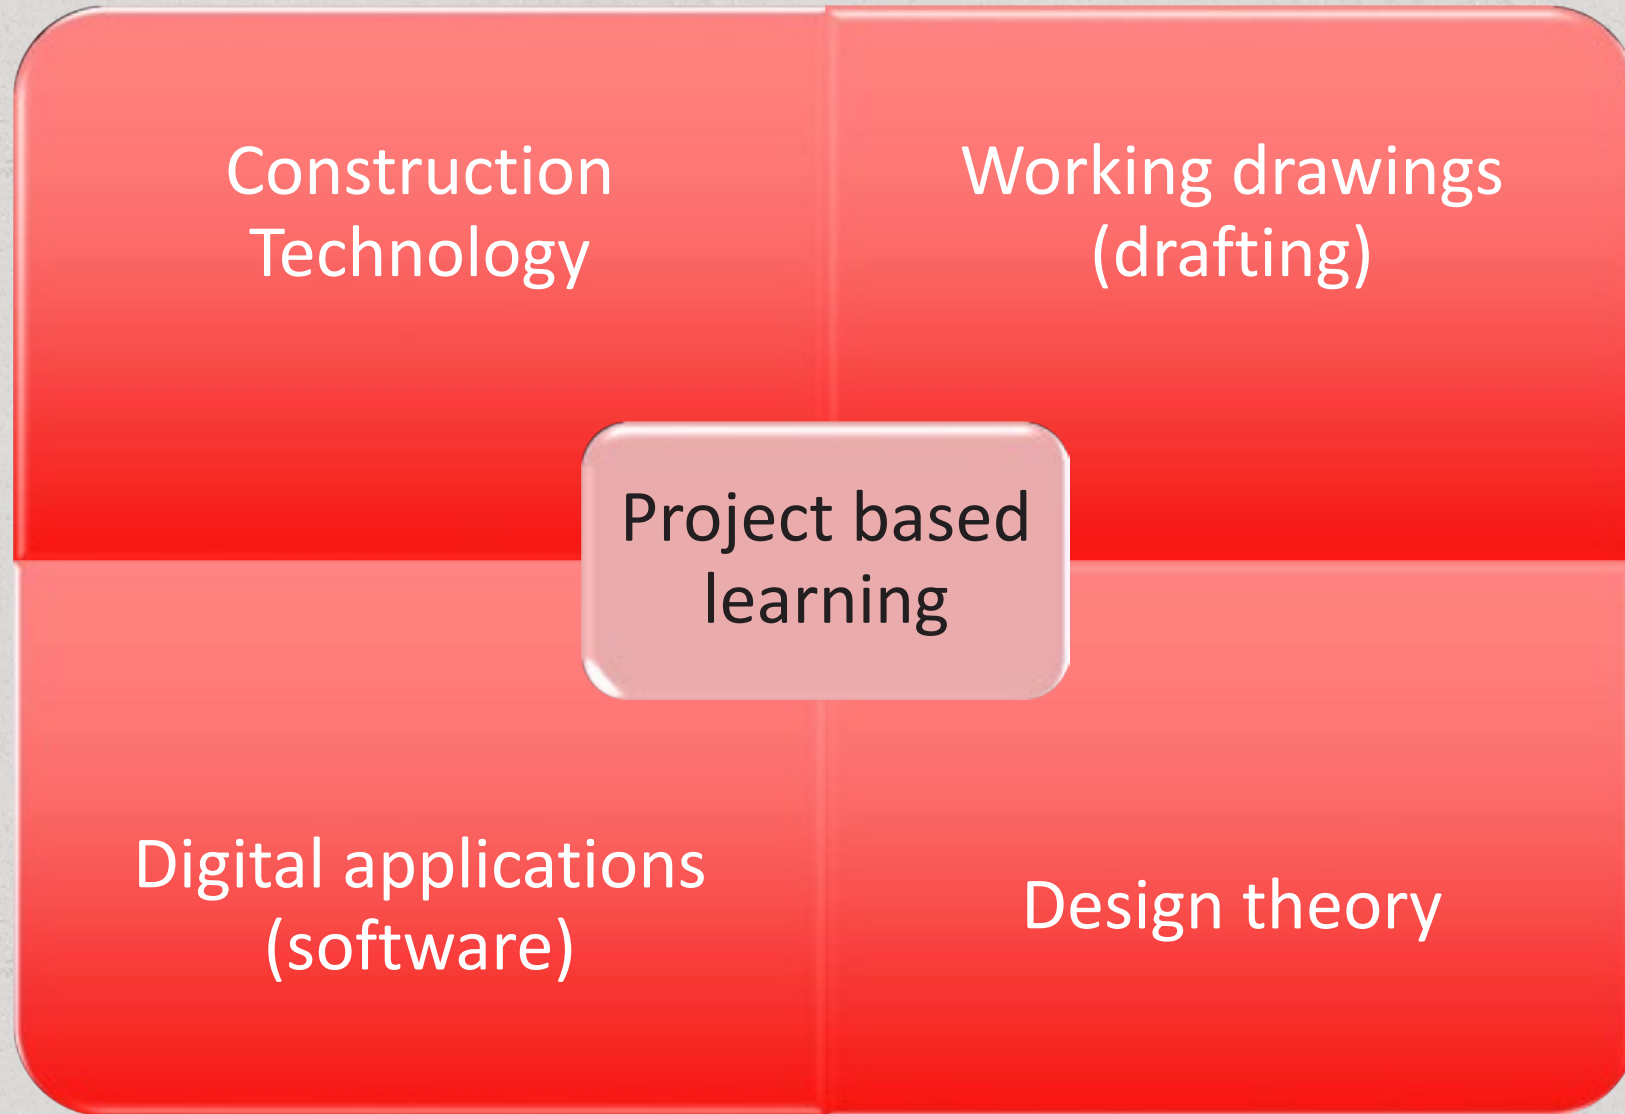 Construction
Technology
Working drawings
(drafting)
Project based
learning
Digital applications
(software)
Design theory